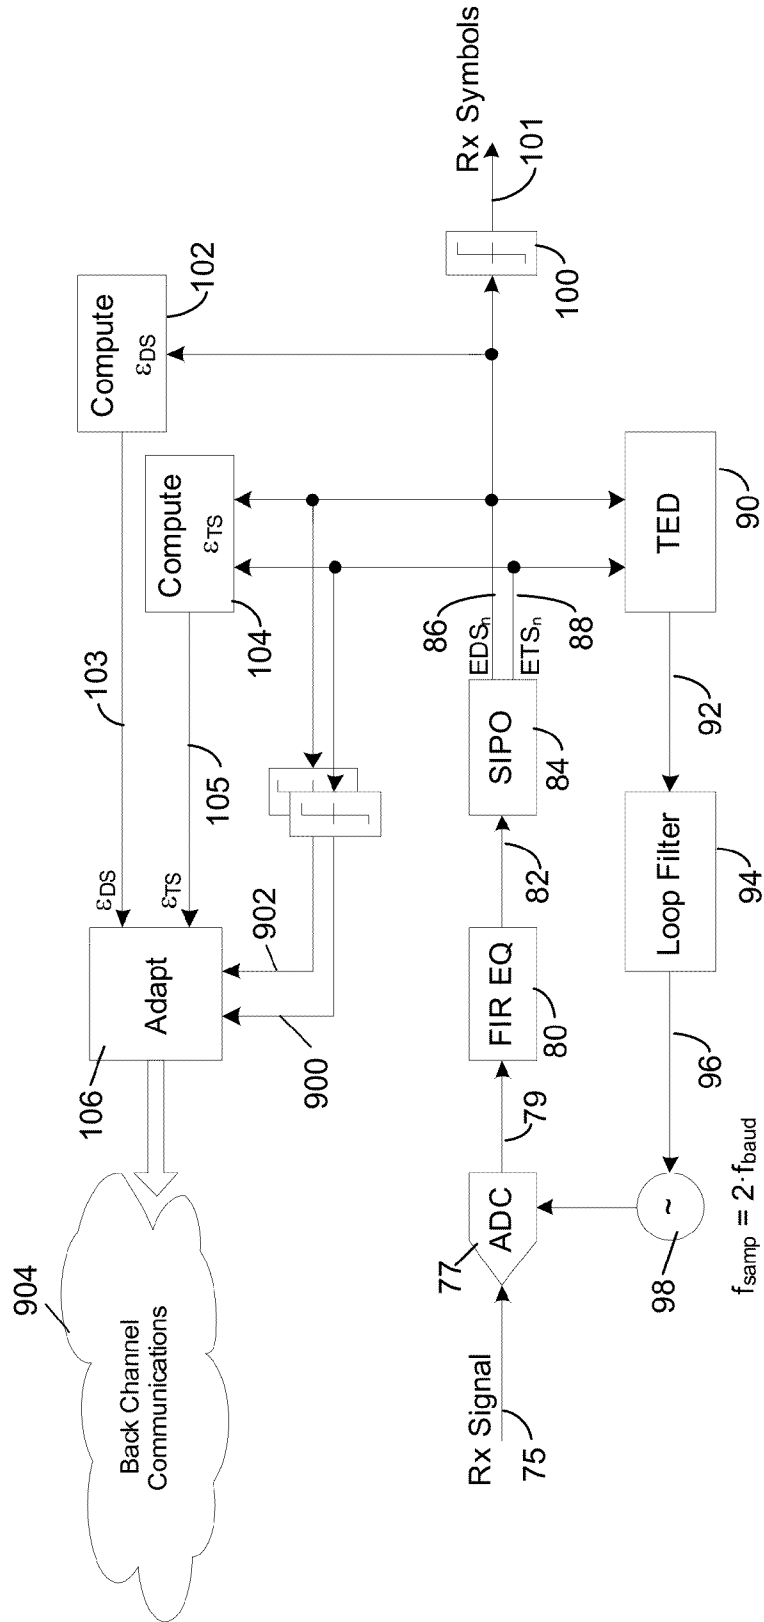 904
Back Channel
Communications
106
Adapt
εDS
εTS
900
902
103
105
Compute
εTS
104
Compute
εDS
102
Rx Signal
75
77
ADC
79
FIR EQ
80
82
SIPO
84
EDSn
ETSn
86
88
100
Rx Symbols
101
fsamp = 2·fbaud
~
98
96
Loop Filter
94
92
TED
90